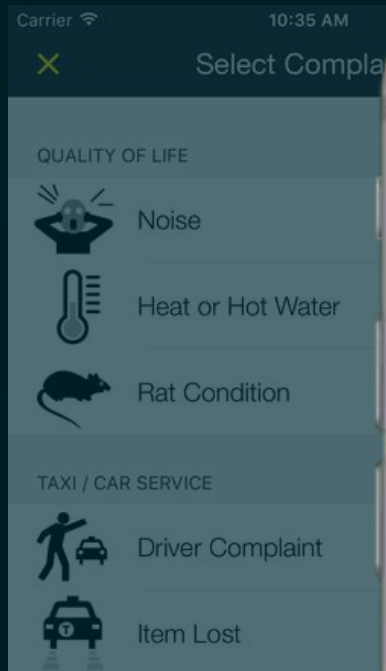 Carrier 10:35 AM
Select Compla
QUALITY OF LIFE
Noise
Heat or Hot Water
Rat Condition
TAXI / CAR SERVICE
Driver Complaint
T
Item Lost